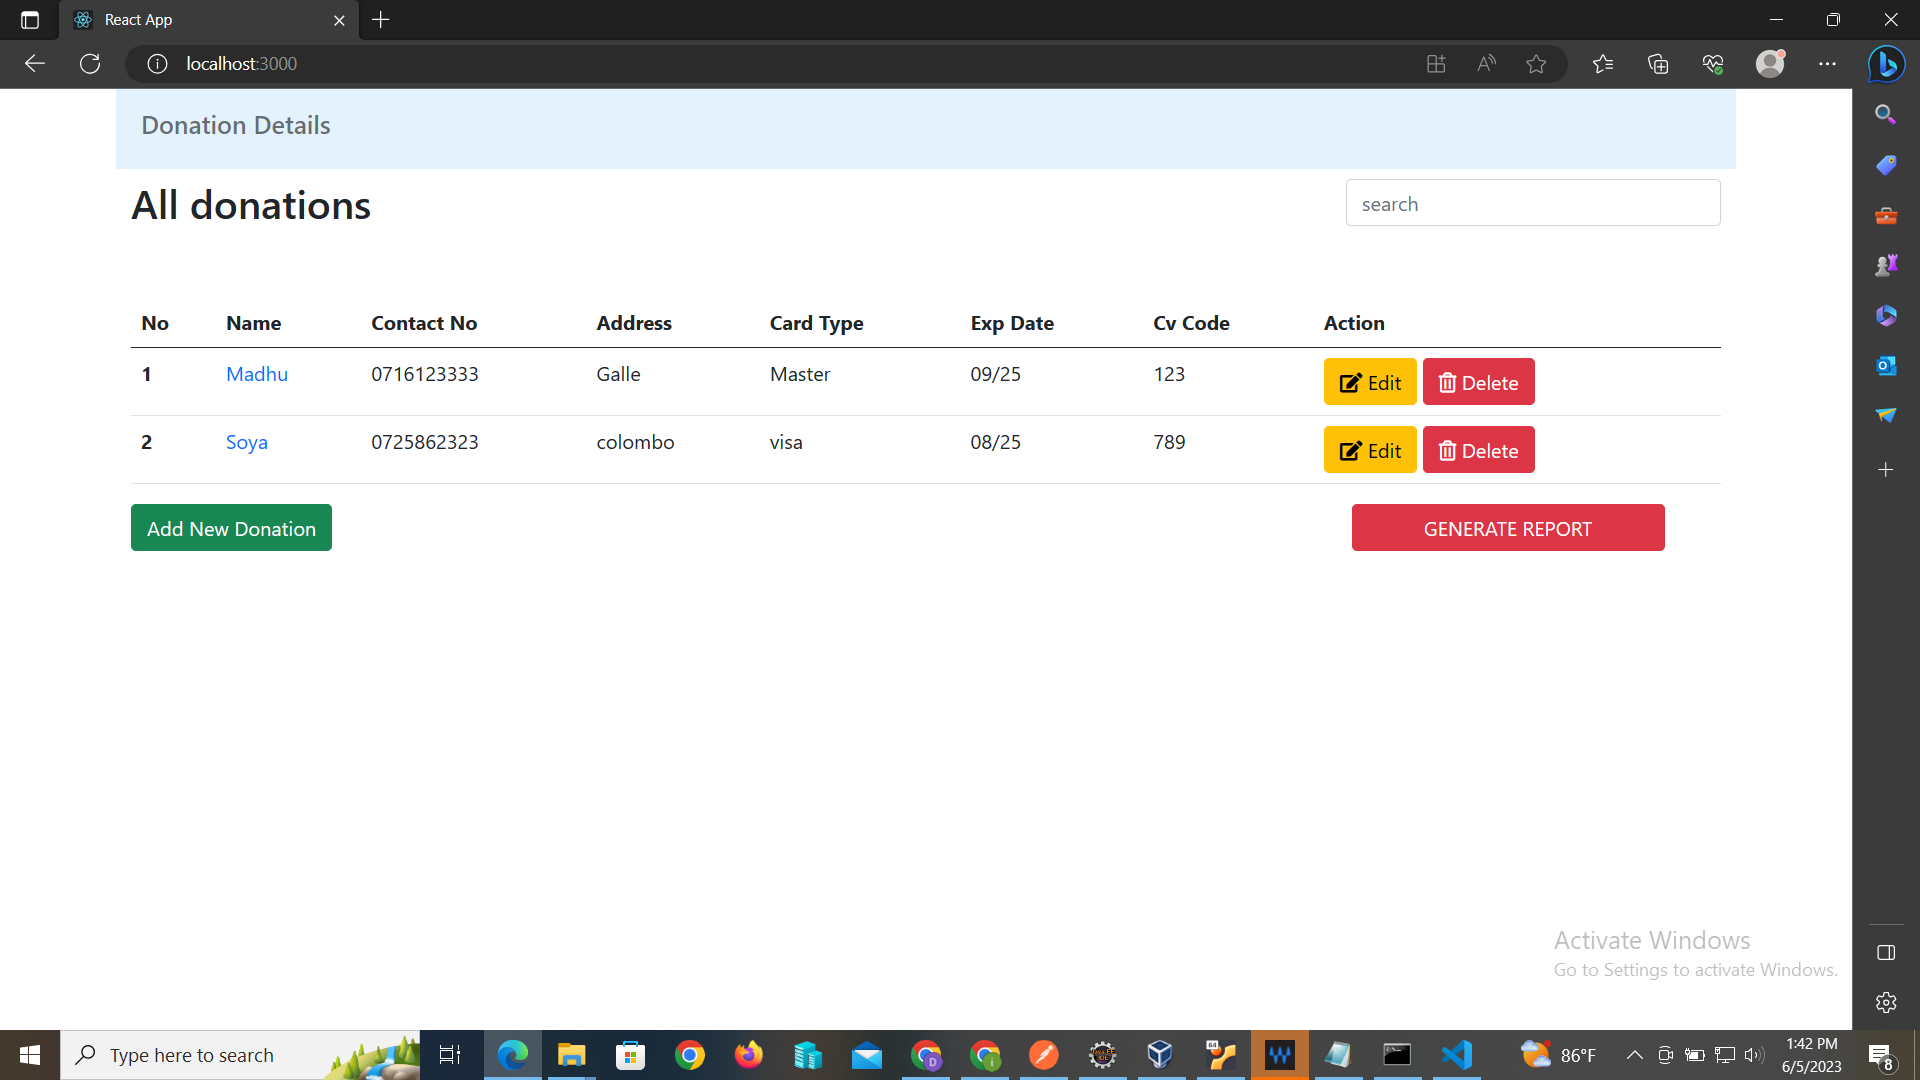 React App
localhost:3000
Donation Details
All donations
search
No Name Contact No Address Card Type Exp Date Cv Code Action
1 Madhu 0716123333 Galle Master 09/25 123 Edit Delete
2 Soya 0725862323 colombo visa 08/25 789 Edit Delete
Add New Donation GENERATE REPORT
Activate Windows
Go to Settings to activate Windows.
Type here to search
86°F
1:42 PM
6/5/2023
8